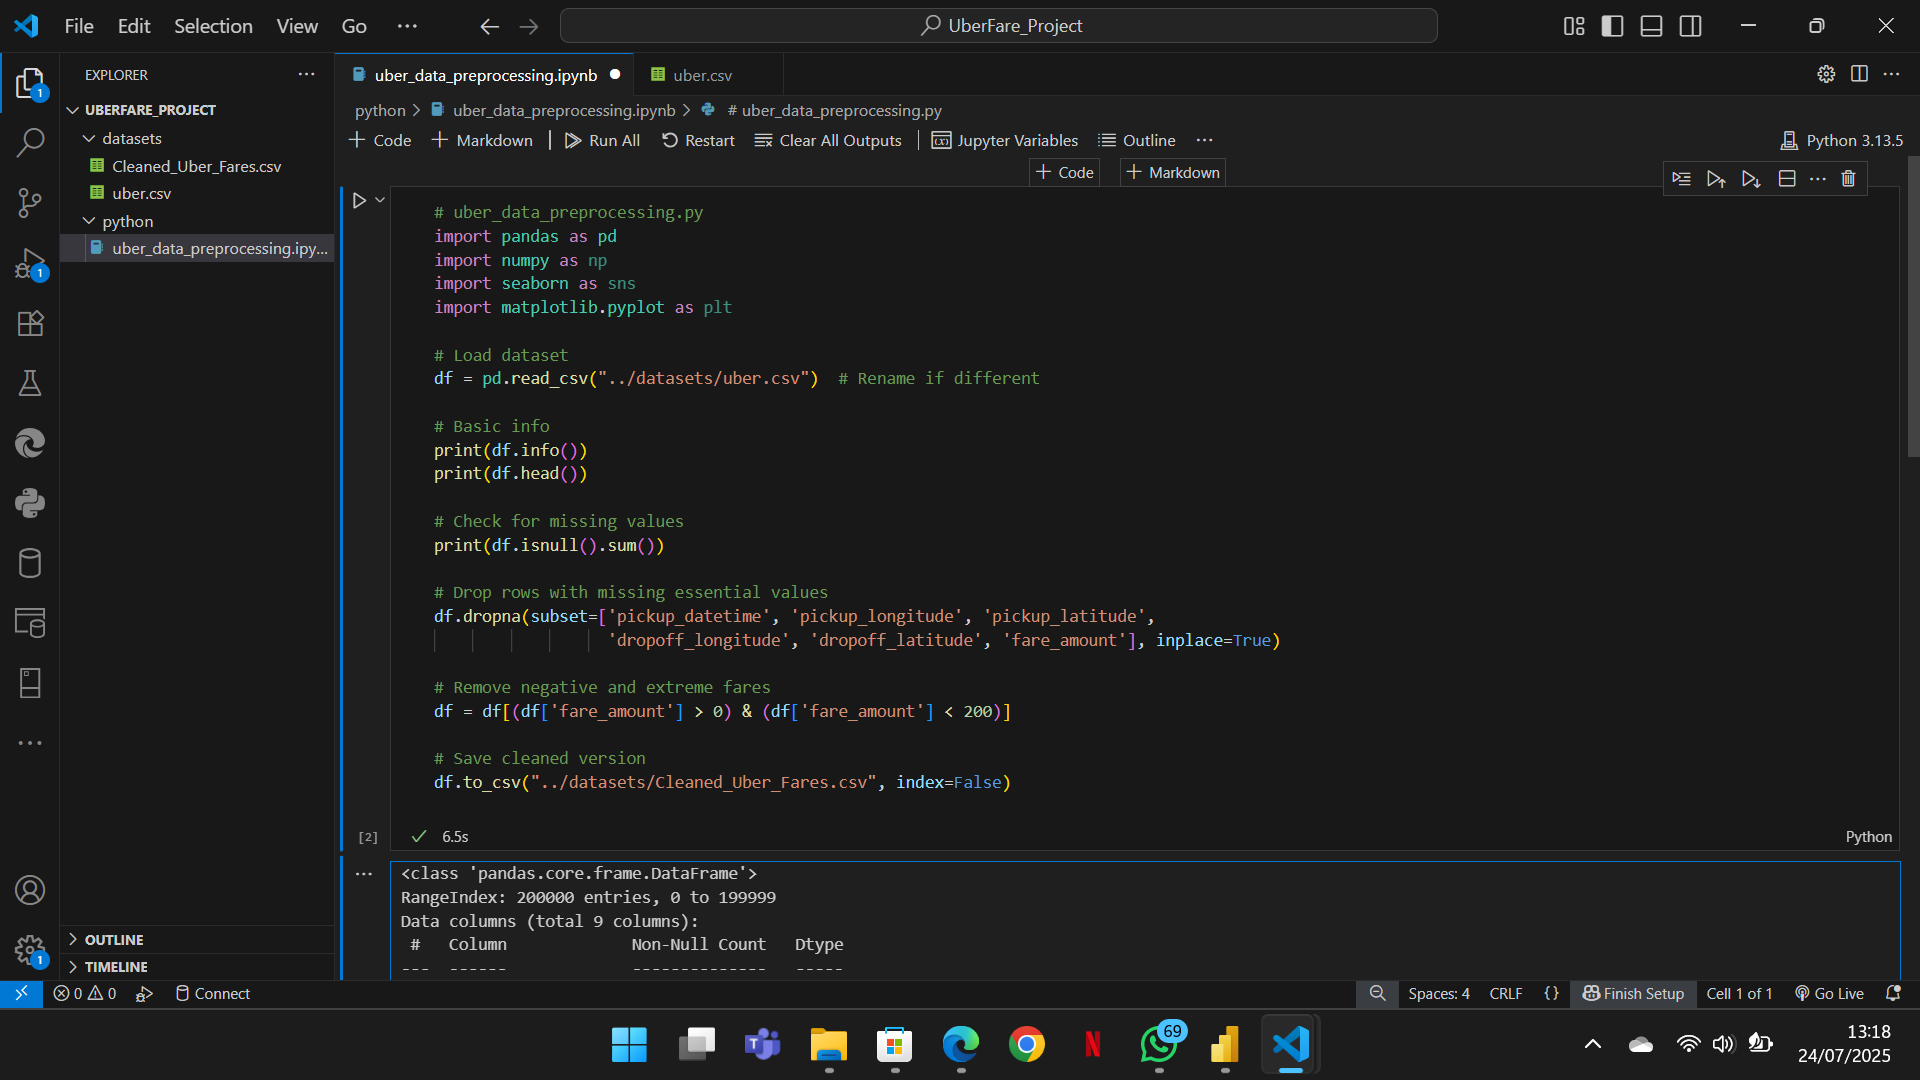 File Edit Selection View Go ··· UberFare_Project
EXPLORER ···
1
UBERFARE_PROJECT
datasets
Cleaned_Uber_Fares.csv
uber.csv
python
uber_data_preprocessing.ipy...
1
OUTLINE
TIMELINE
1
uber_data_preprocessing.ipynb uber.csv
python > uber_data_preprocessing.ipynb > # uber_data_preprocessing.py
+ Code + Markdown | Run All Restart Clear All Outputs | Jupyter Variables Outline ··· Python 3.13.5
+ Code + Markdown
# uber_data_preprocessing.py
import pandas as pd
import numpy as np
import seaborn as sns
import matplotlib.pyplot as plt
# Load dataset
df = pd.read_csv("../datasets/uber.csv")  # Rename if different
# Basic info
print(df.info())
print(df.head())
# Check for missing values
print(df.isnull().sum())
# Drop rows with missing essential values
df.dropna(subset=['pickup_datetime', 'pickup_longitude', 'pickup_latitude',
'dropoff_longitude', 'dropoff_latitude', 'fare_amount'], inplace=True)
# Remove negative and extreme fares
df = df[(df['fare_amount'] > 0) & (df['fare_amount'] < 200)]
# Save cleaned version
df.to_csv("../datasets/Cleaned_Uber_Fares.csv", index=False)
[2] 6.5s Python
<class 'pandas.core.frame.DataFrame'>
RangeIndex: 200000 entries, 0 to 199999
Data columns (total 9 columns):
#   Column             Non-Null Count   Dtype
---  ------             --------------   -----
0 0 Connect Spaces: 4 CRLF {} Finish Setup Cell 1 of 1 Go Live
T N 69
13:18
24/07/2025